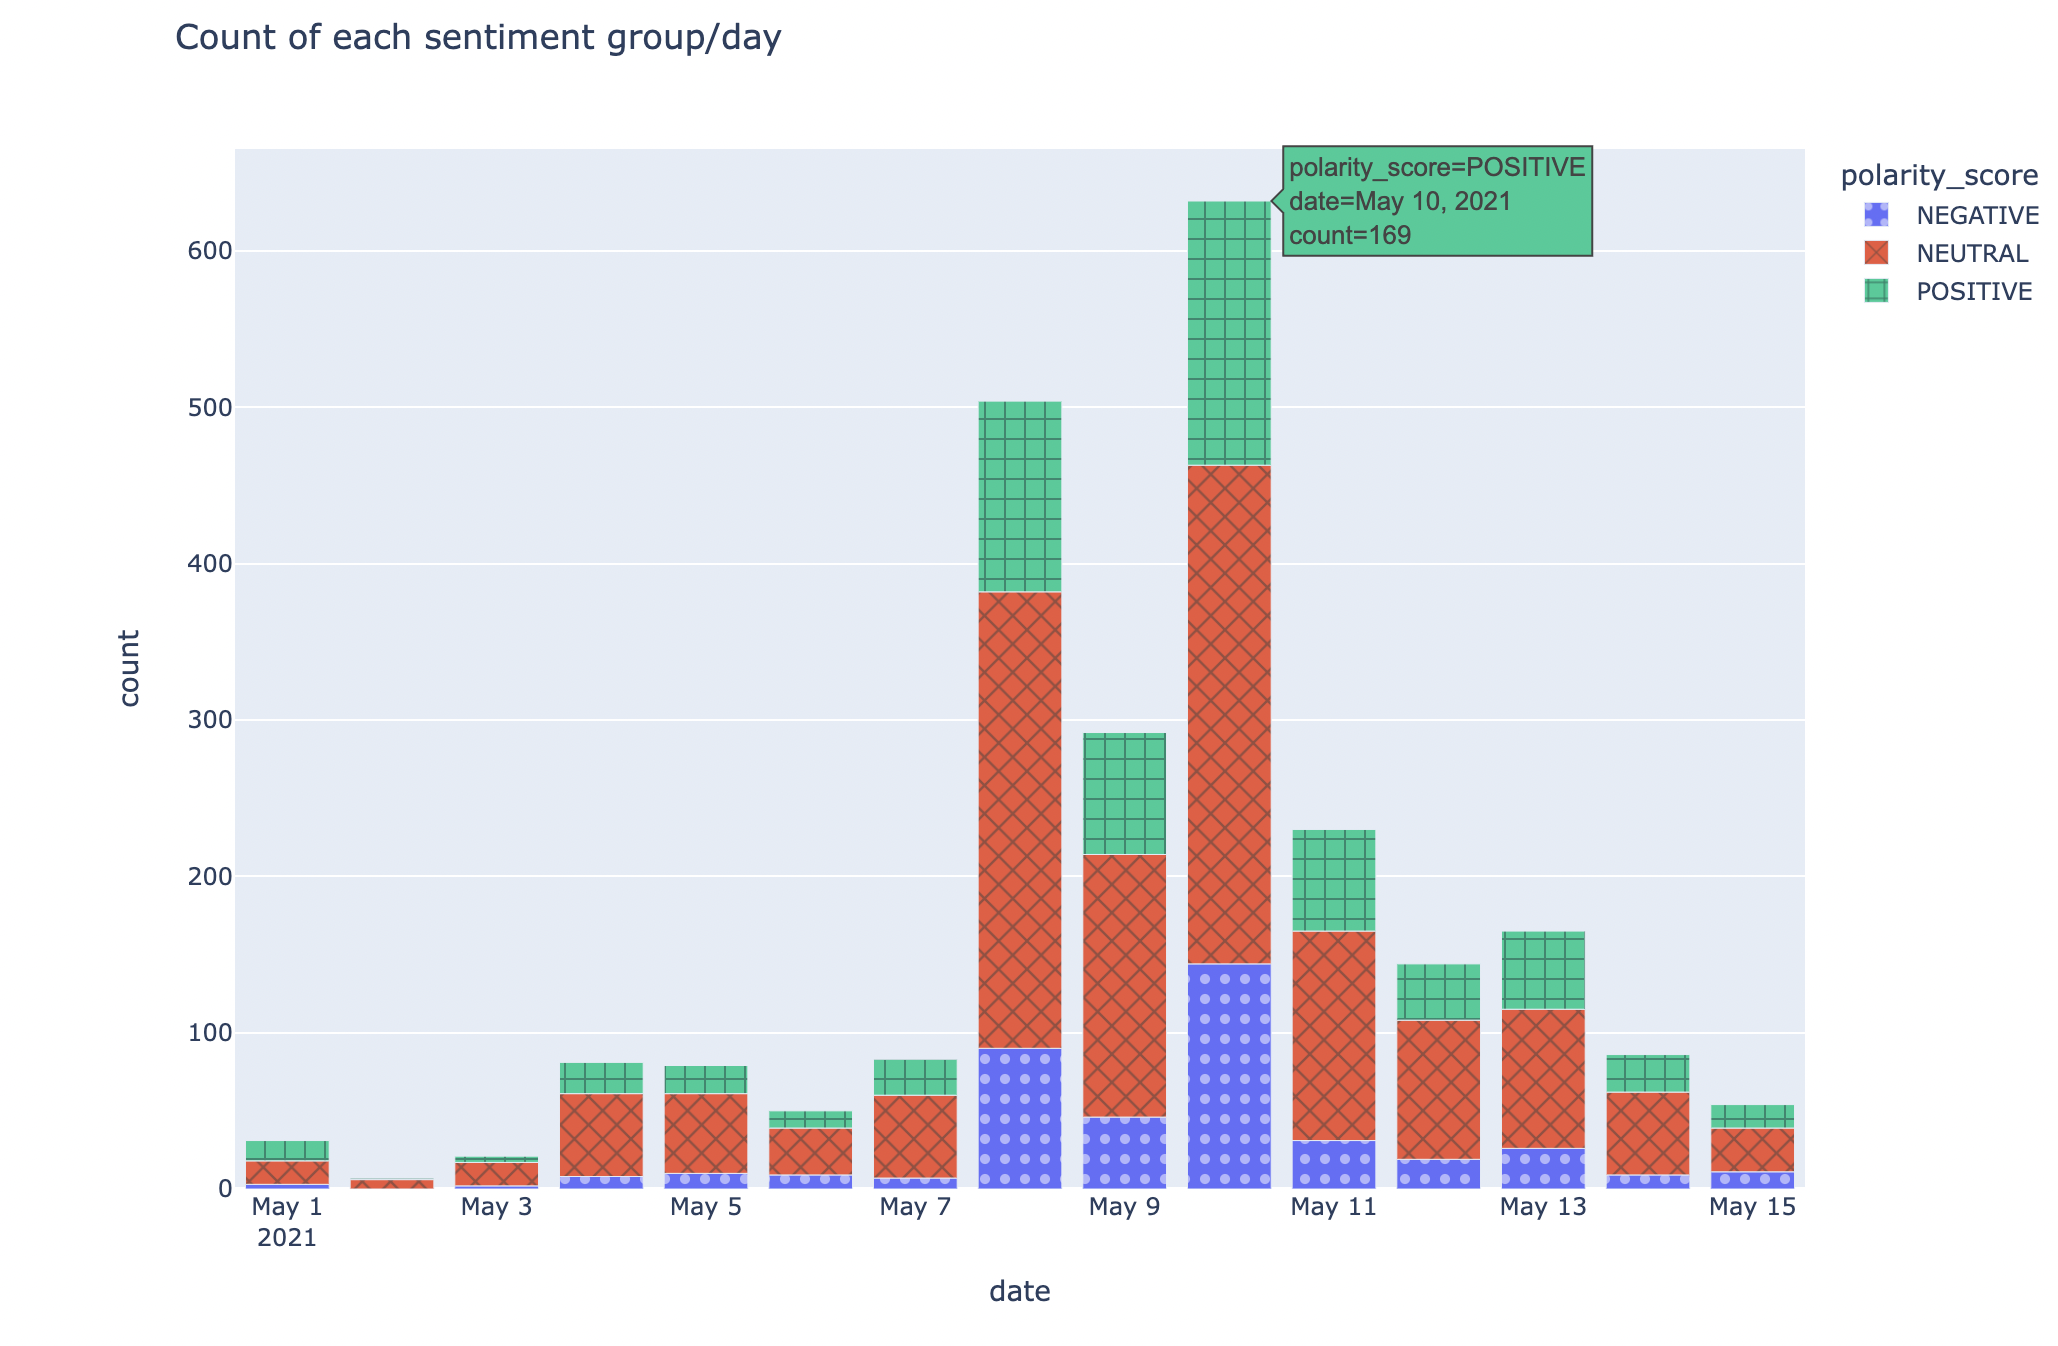 Count of each sentiment group/day
polarity_score=POSITIVE
date=May 10, 2021
count=169
polarity_score
NEGATIVE
NEUTRAL
POSITIVE
600
500
400
300
200
100
0
count
May 1
2021
May 3
May 5
May 7
May 9
May 11
May 13
May 15
date